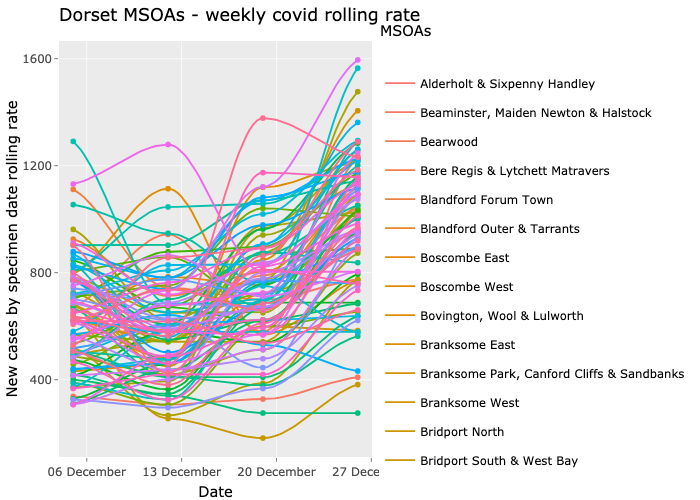 Dorset MSOAs - weekly covid rolling rate
MSOAs
1600
1200
800
400
New cases by specimen date rolling rate
06 December
13 December
20 December
27 Dece
Date
Alderholt & Sixpenny Handley
Beaminster, Maiden Newton & Halstock
Bearwood
Bere Regis & Lytchett Matravers
Blandford Forum Town
Blandford Outer & Tarrants
Boscombe East
Boscombe West
Bovington, Wool & Lulworth
Branksome East
Branksome Park, Canford Cliffs & Sandbanks
Branksome West
Bridport North
Bridport South & West Bay